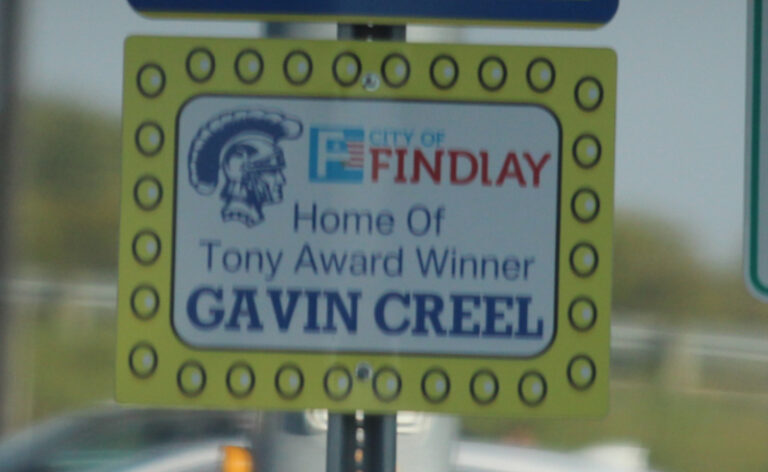 CITY OF
FINDLAY
Home Of
Tony Award Winner
GAVIN CREEL